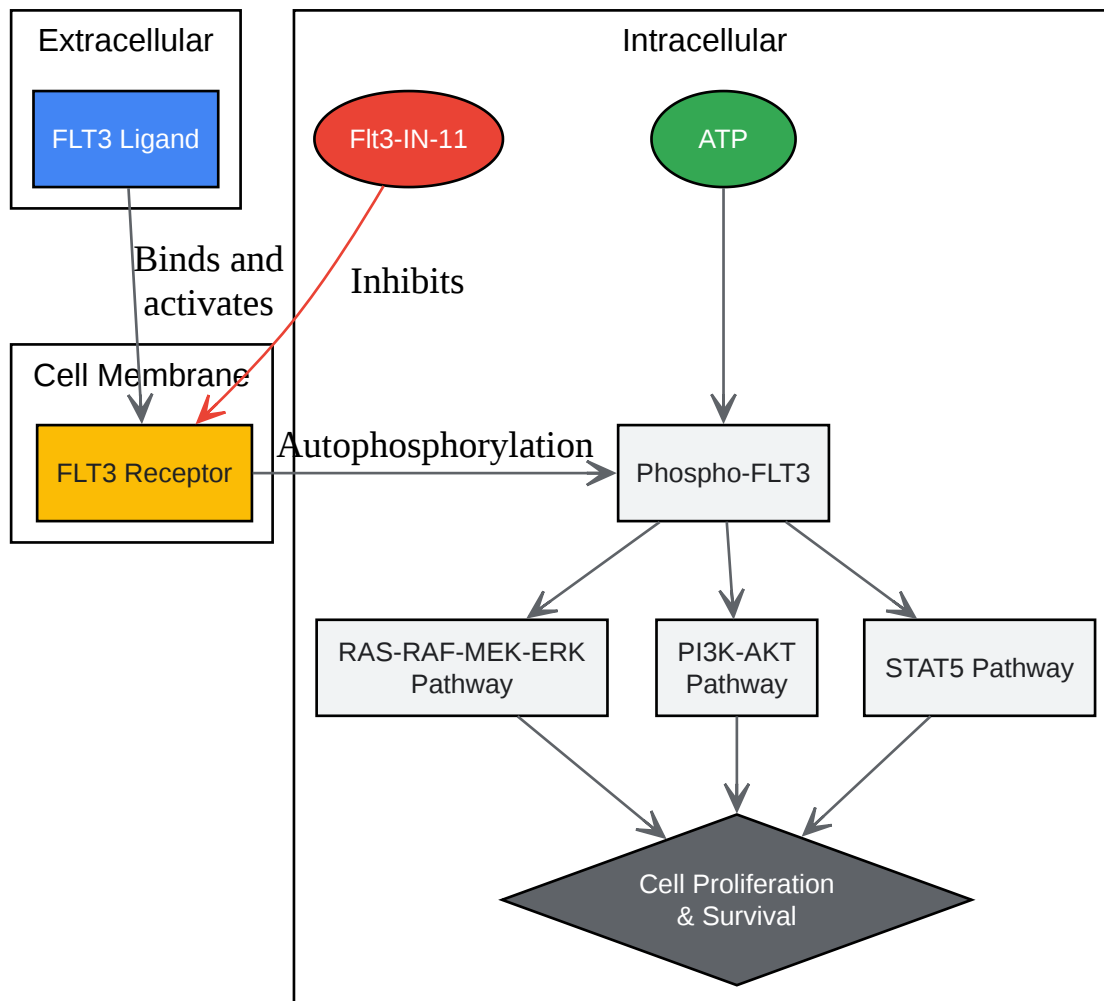 Extracellular
Intracellular
FLT3 Ligand
Flt3-IN-11
ATP
Binds and
activates
Inhibits
Cell Membrane
FLT3 Receptor
Autophosphorylation
Phospho-FLT3
RAS-RAF-MEK-ERK
Pathway
PI3K-AKT
Pathway
STAT5 Pathway
Cell Proliferation
& Survival